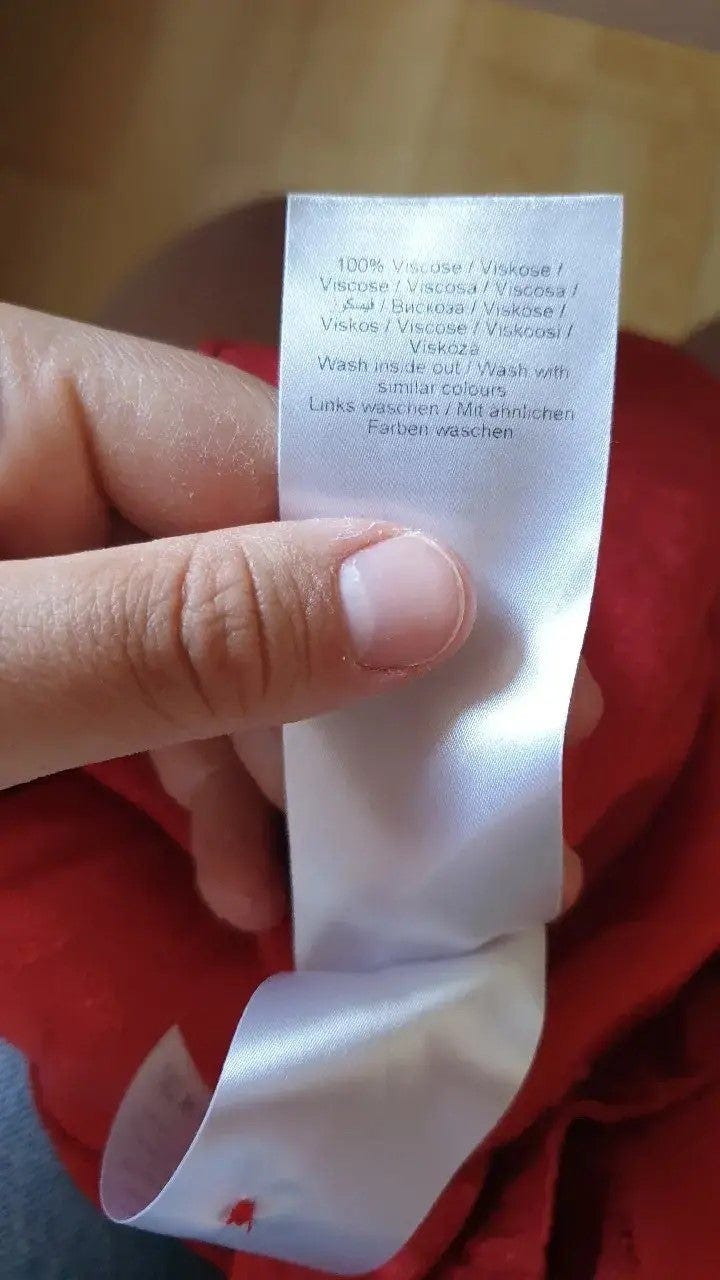 100% Viscose / Viskose /
Viscose / Viscosa / Viscosa /
فيسكوز / Вискоза / Viskose /
Viskos / Viscose / Viskoosi /
Viskoza
Wash inside out / Wash with
similar colours
Links waschen / Mit ähnlichen
Farben waschen